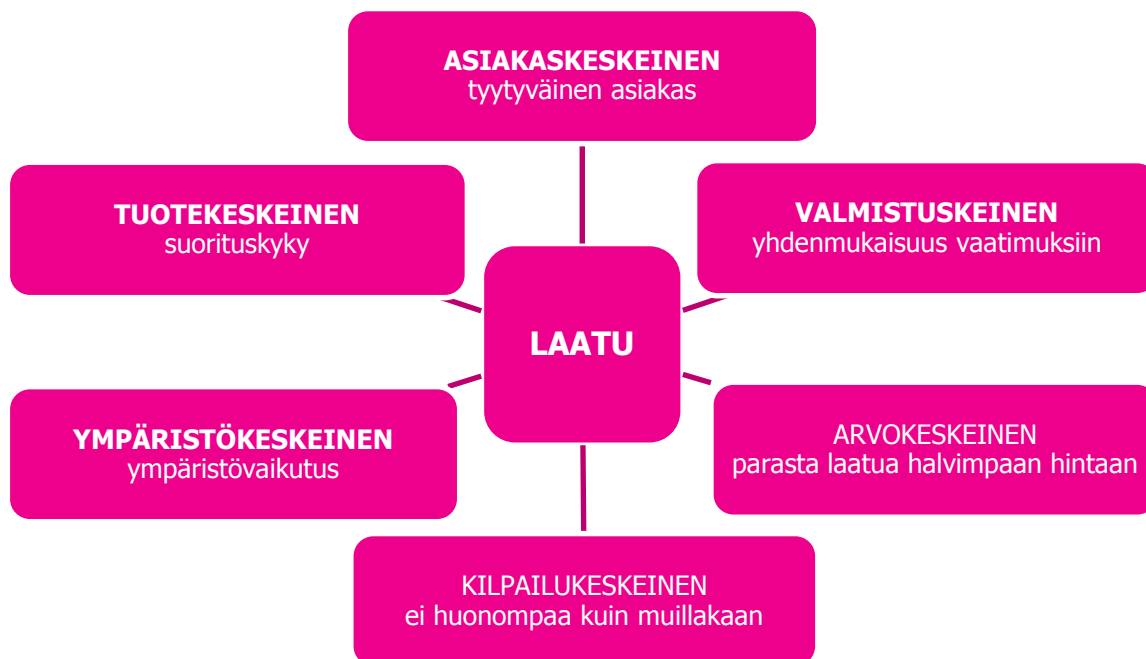 ASIAKASKESKEINEN
tyytyväinen asiakas
TUOTEKESKEINEN
suorituskyky
VALMISTUSKEINEN
yhdenmukaisuus vaatimuksiin
LAATU
YMPÄRISTÖKESKEINEN
ympäristövaikutus
ARVOKESKEINEN
parasta laatua halvimpaan hintaan
KILPAILUKESKEINEN
ei huonompaa kuin muillakaan